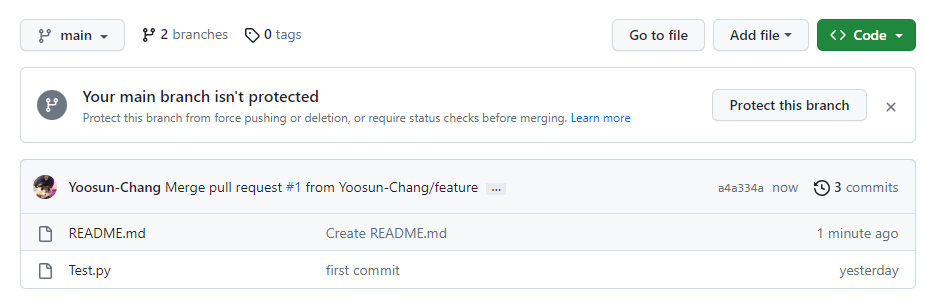 main 2 branches 0 tags Go to file Add file Code
Your main branch isn't protected
Protect this branch from force pushing or deletion, or require status checks before merging. Learn more
Protect this branch
Yoosun-Chang Merge pull request #1 from Yoosun-Chang/feature ... a4a334a now 3 commits
README.md Create README.md 1 minute ago
Test.py first commit yesterday